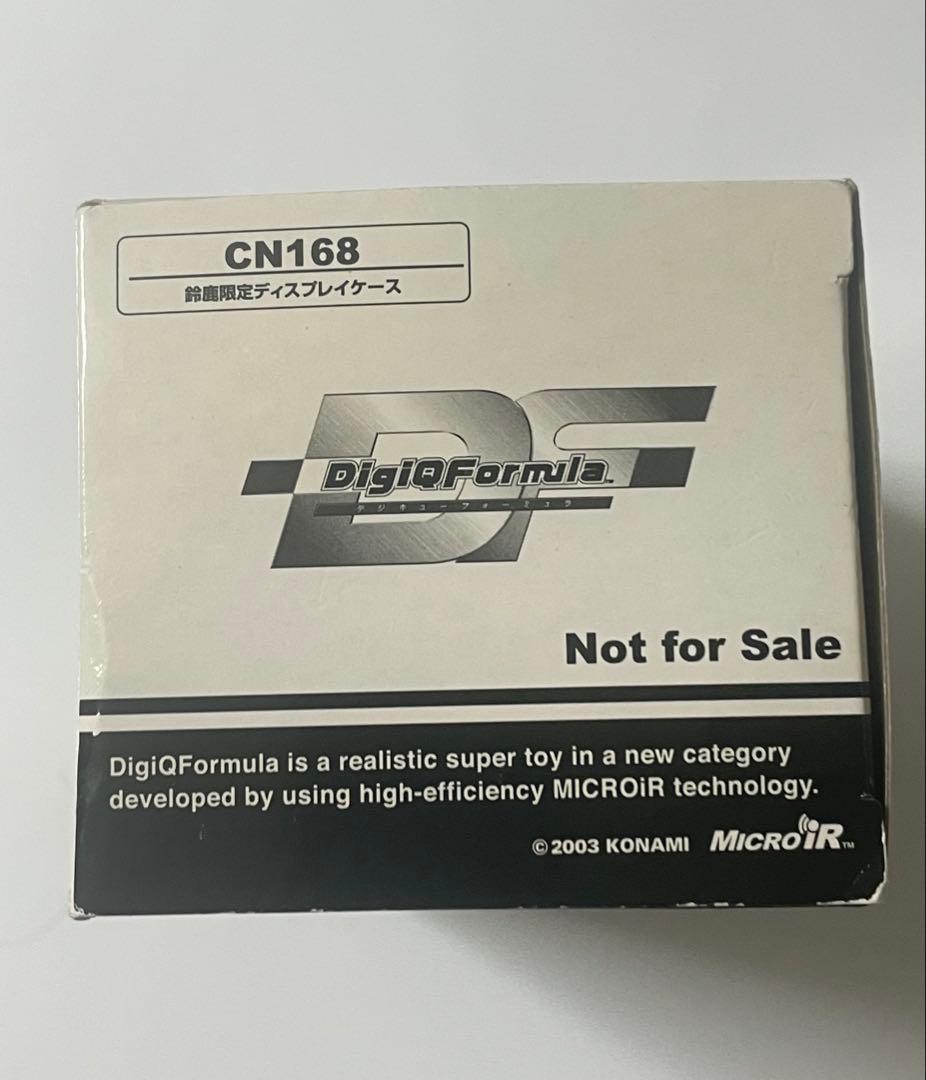 CN168
鈴鹿限定ディスプレイケース
DF
DigiQFormula™
デジキューフォーミュラ
Not for Sale
DigiQFormula is a realistic super toy in a new category
developed by using high-efficiency MICROiR technology.
©2003 KONAMI MICROiR™